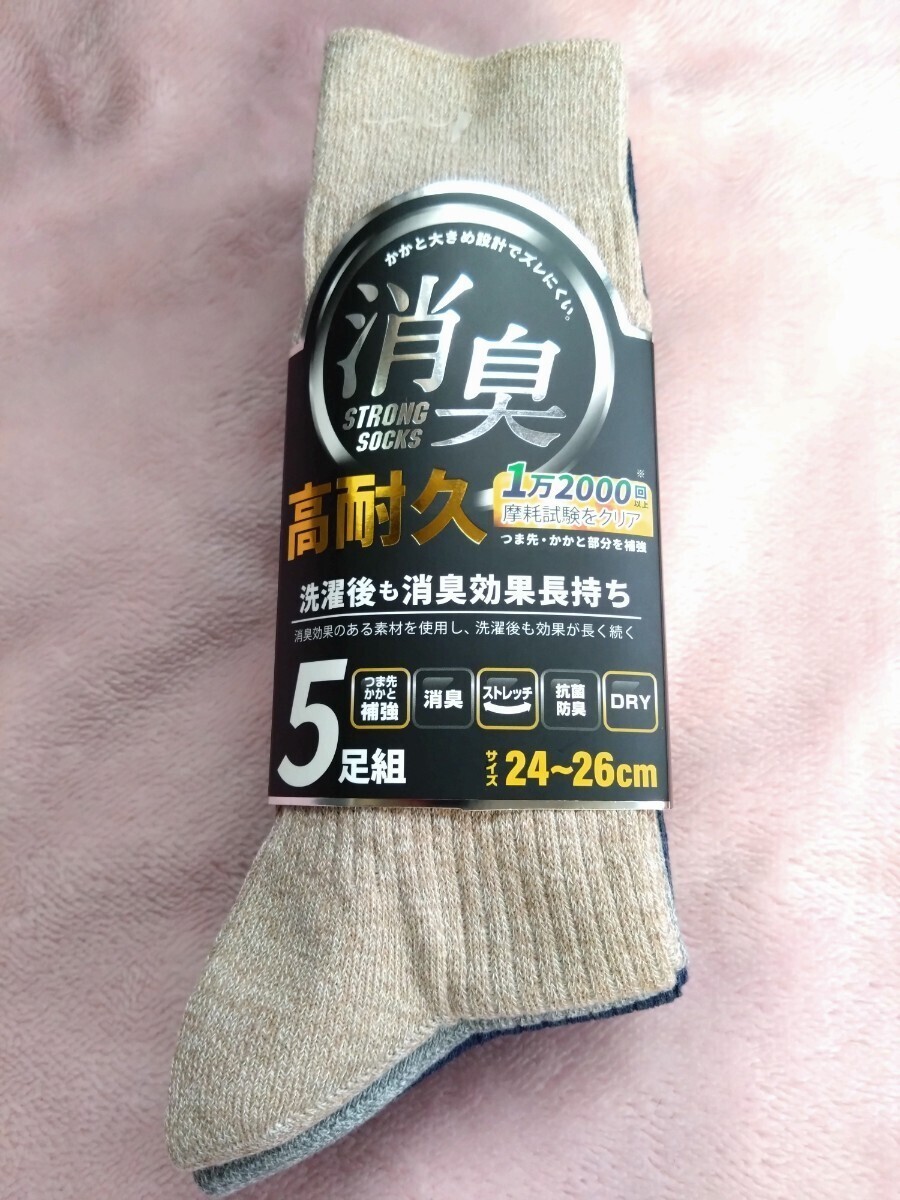 かかと大きめ設計でズレにくい。
消臭
STRONG
SOCKS
高耐久
※
1万2000回以上
摩耗試験をクリア
つま先・かかと部分を補強
洗濯後も消臭効果長持ち
消臭効果のある素材を使用し、洗濯後も効果が長く続く
5足組
つま先
かかと
補強
消臭
ストレッチ
抗菌
防臭
DRY
サイズ 24~26cm